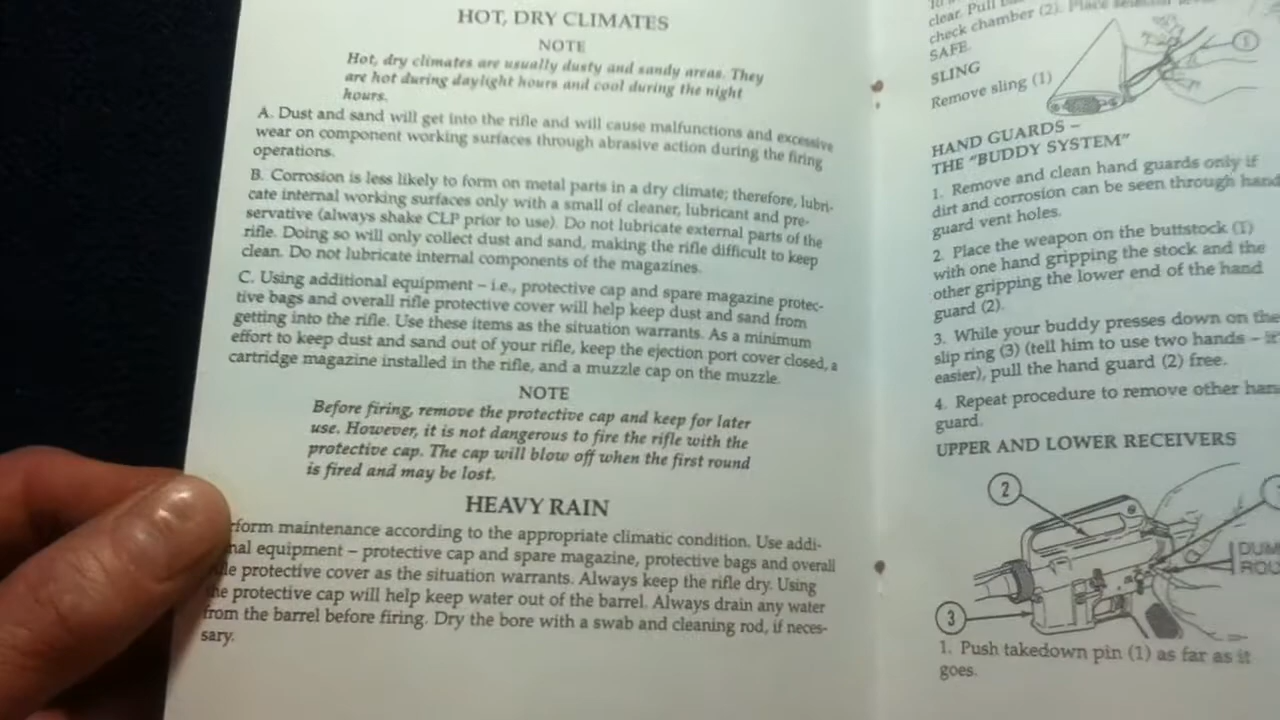 HOT, DRY CLIMATES
NOTE
Hot, dry climates are usually dusty and sandy areas. They
are hot during daylight hours and cool during the night
hours.
A. Dust and sand will get into the rifle and will cause malfunctions and excessive
wear on component working surfaces through abrasive action during the firing
operations.
B. Corrosion is less likely to form on metal parts in a dry climate; therefore, lubri-
cate internal working surfaces only with a small of cleaner, lubricant and pre-
servative (always shake CLP prior to use). Do not lubricate external parts of the
rifle. Doing so will only collect dust and sand, making the rifle difficult to keep
clean. Do not lubricate internal components of the magazines.
C. Using additional equipment – i.e., protective cap and spare magazine protec-
tive bags and overall rifle protective cover will help keep dust and sand from
getting into the rifle. Use these items as the situation warrants. As a minimum
effort to keep dust and sand out of your rifle, keep the ejection port cover closed, a
cartridge magazine installed in the rifle, and a muzzle cap on the muzzle.
NOTE
Before firing, remove the protective cap and keep for later
use. However, it is not dangerous to fire the rifle with the
protective cap. The cap will blow off when the first round
is fired and may be lost.
HEAVY RAIN
rform maintenance according to the appropriate climatic condition. Use addi-
nal equipment – protective cap and spare magazine, protective bags and overall
le protective cover as the situation warrants. Always keep the rifle dry. Using
he protective cap will help keep water out of the barrel. Always drain any water
from the barrel before firing. Dry the bore with a swab and cleaning rod, if neces-
sary.
clear. Pull
check chamber (2). Place
SAFE.
SLING
Remove sling (1)
1
HAND GUARDS –
THE "BUDDY SYSTEM"
1. Remove and clean hand guards only if
dirt and corrosion can be seen through hand
guard vent holes.
2. Place the weapon on the buttstock (1)
with one hand gripping the stock and the
other gripping the lower end of the hand
guard (2).
3. While your buddy presses down on the
slip ring (3) (tell him to use two hands – it
easier), pull the hand guard (2) free.
4. Repeat procedure to remove other han
guard.
UPPER AND LOWER RECEIVERS
2
DUM
ROU
3
1. Push takedown pin (1) as far as it
goes.